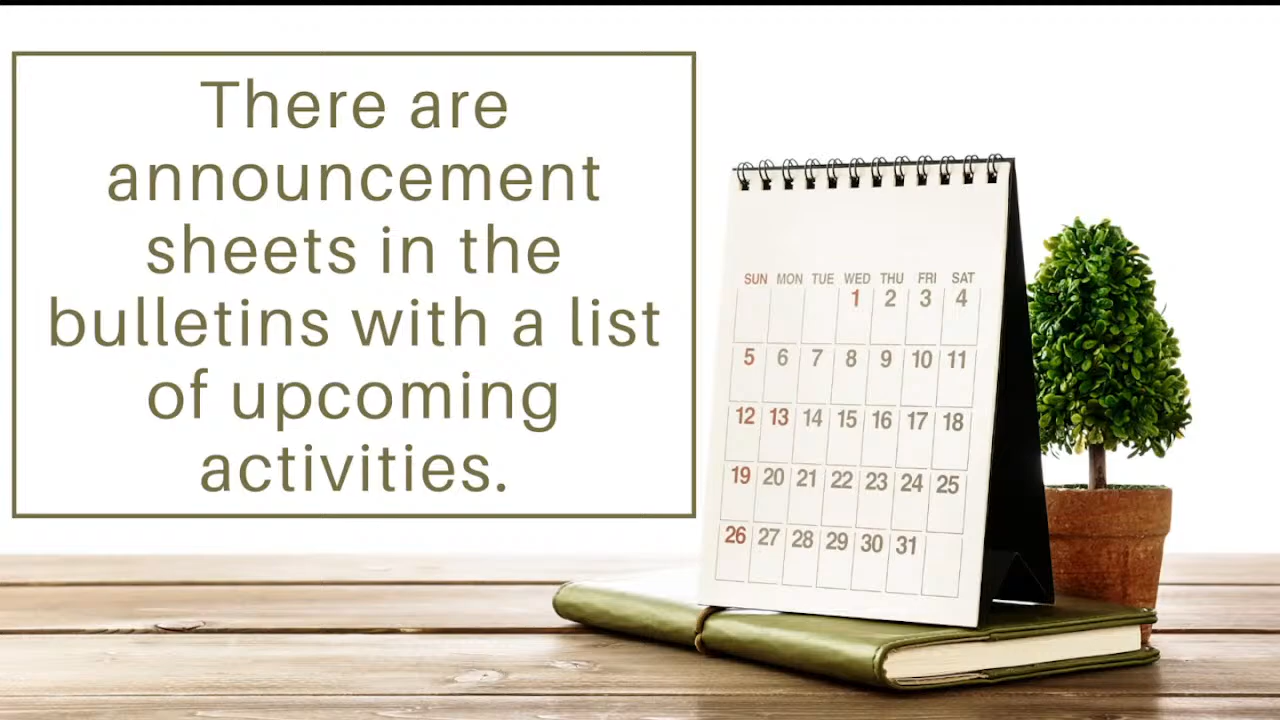 There are
announcement
sheets in the
bulletins with a list
of upcoming
activities.
SUN MON TUE WED THU FRI SAT
1 2 3 4
5 6 7 8 9 10 11
12 13 14 15 16 17 18
19 20 21 22 23 24 25
26 27 28 29 30 31